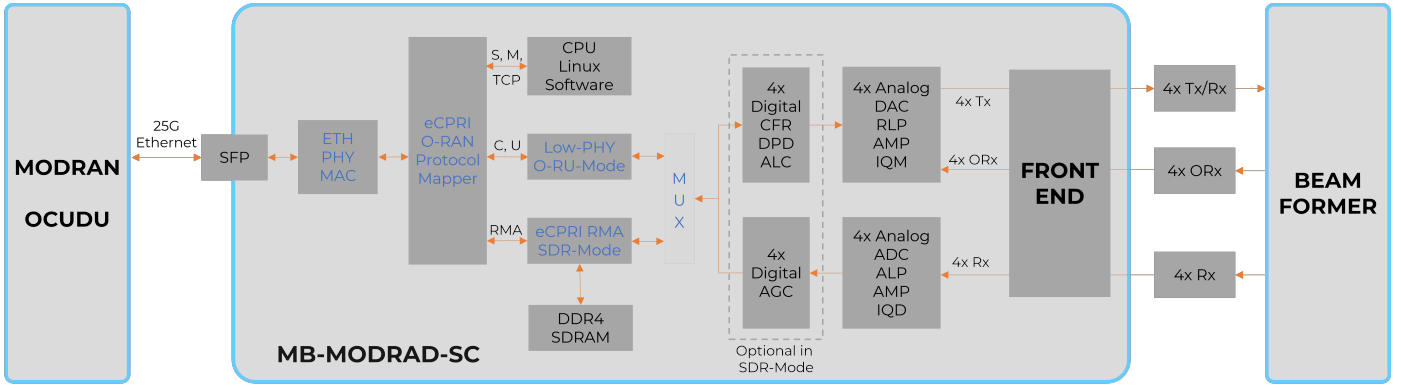 MODRAN
OCUDU
25G
Ethernet
SFP
ETH
PHY
MAC
eCPRI
O-RAN
Protocol
Mapper
S, M,
TCP
C, U
RMA
CPU
Linux
Software
Low-PHY
O-RU-Mode
eCPRI RMA
SDR-Mode
DDR4
SDRAM
M
U
X
4x
Digital
CFR
DPD
ALC
4x
Digital
AGC
Optional in
SDR-Mode
4x Analog
DAC
RLP
AMP
IQM
4x Analog
ADC
ALP
AMP
IQD
4x Tx
4x ORx
4x Rx
FRONT
END
MB-MODRAD-SC
4x Tx/Rx
4x ORx
4x Rx
BEAM
FORMER